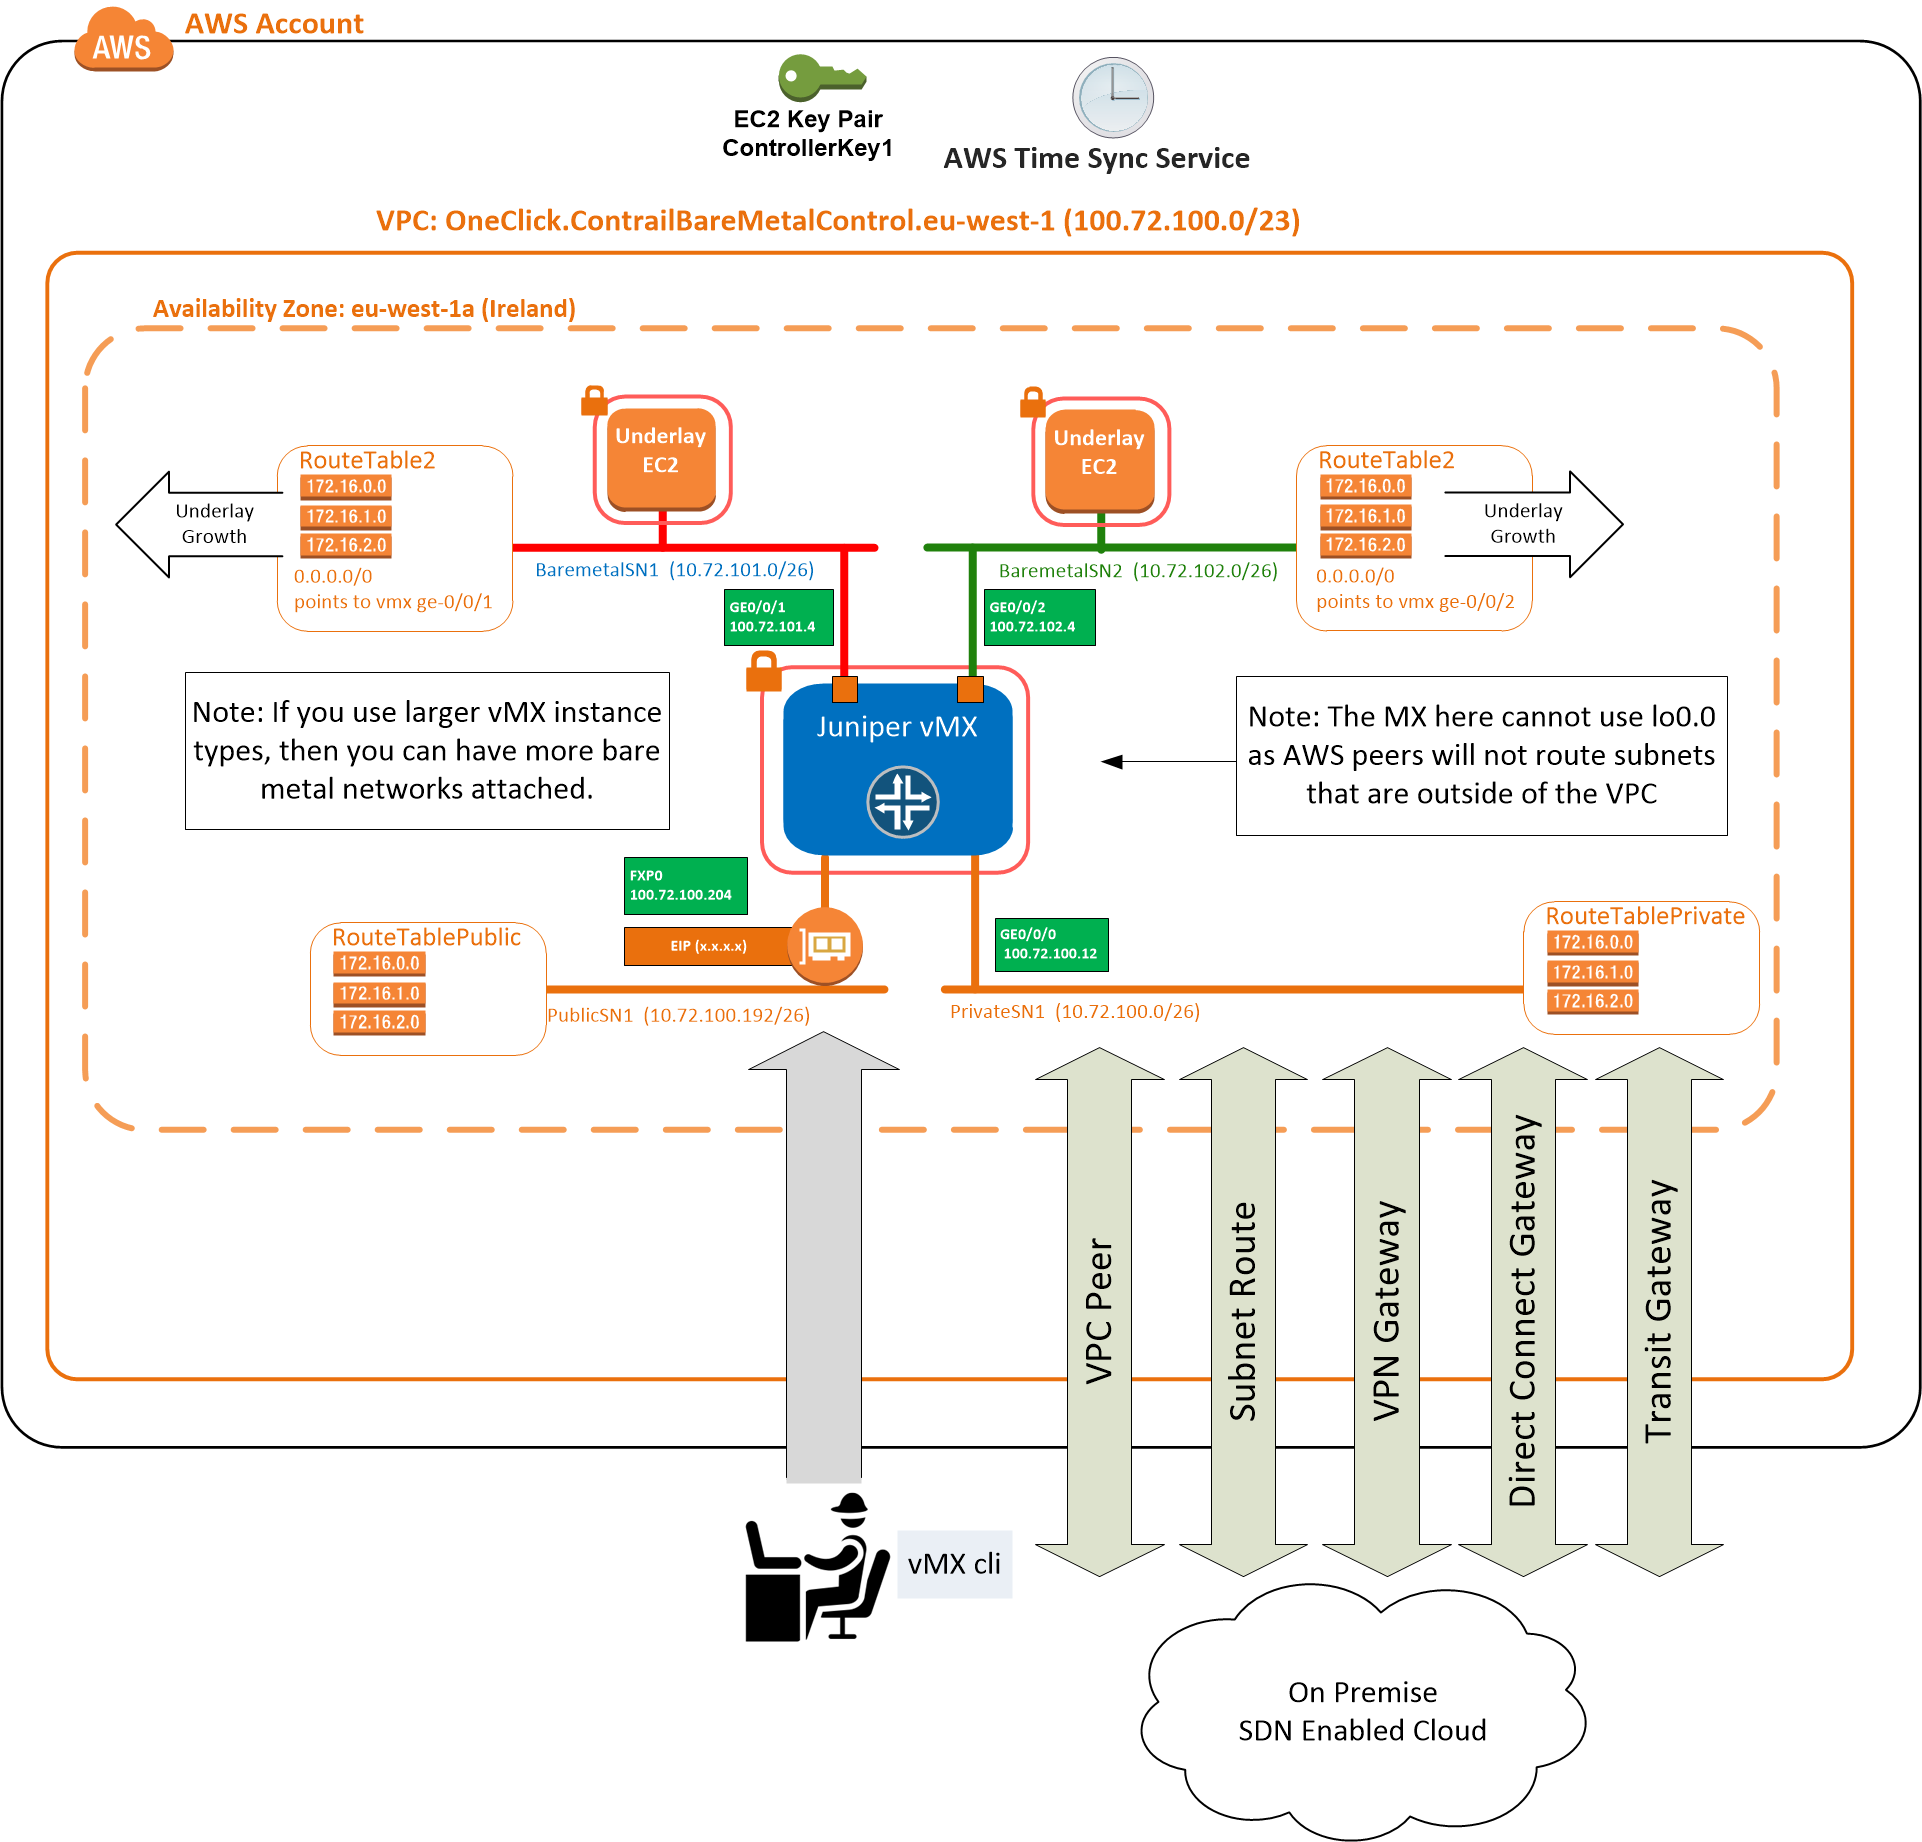 AWS
AWS Account
EC2 Key Pair
ControllerKey1
AWS Time Sync Service
VPC: OneClick.ContrailBareMetalControl.eu-west-1 (100.72.100.0/23)
Availability Zone: eu-west-1a (Ireland)
Underlay
EC2
Underlay
EC2
RouteTable2
172.16.0.0
172.16.1.0
172.16.2.0
0.0.0.0/0
points to vmx ge-0/0/1
Underlay
Growth
RouteTable2
172.16.0.0
172.16.1.0
172.16.2.0
0.0.0.0/0
points to vmx ge-0/0/2
Underlay
Growth
BaremetalSN1 (10.72.101.0/26)
BaremetalSN2 (10.72.102.0/26)
GE0/0/1
100.72.101.4
GE0/0/2
100.72.102.4
Note: If you use larger vMX instance
types, then you can have more bare
metal networks attached.
Juniper vMX
Note: The MX here cannot use lo0.0
as AWS peers will not route subnets
that are outside of the VPC
FXP0
100.72.100.204
EIP (x.x.x.x)
GE0/0/0
100.72.100.12
RouteTablePublic
172.16.0.0
172.16.1.0
172.16.2.0
RouteTablePrivate
172.16.0.0
172.16.1.0
172.16.2.0
PublicSN1 (10.72.100.192/26)
PrivateSN1 (10.72.100.0/26)
VPC Peer
Subnet Route
VPN Gateway
Direct Connect Gateway
Transit Gateway
vMX cli
On Premise
SDN Enabled Cloud